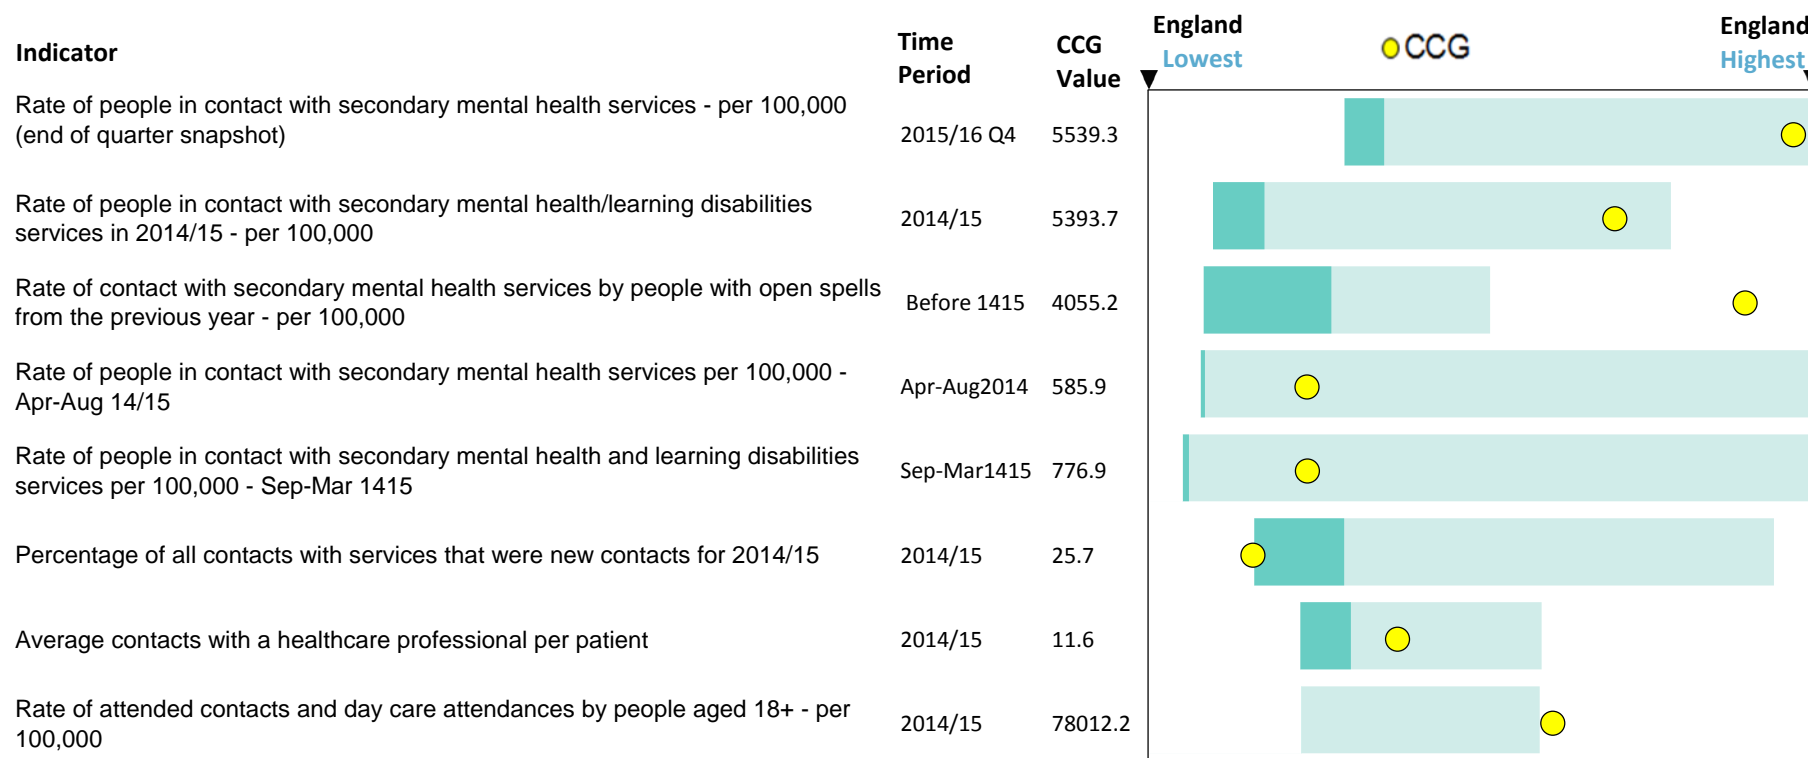 Indicator
Time
Period
CCG
Value
England
Lowest
CCG
England
Highest
Rate of people in contact with secondary mental health services - per 100,000
(end of quarter snapshot)
2015/16 Q4
5539.3
Rate of people in contact with secondary mental health/learning disabilities
services in 2014/15 - per 100,000
2014/15
5393.7
Rate of contact with secondary mental health services by people with open spells
from the previous year - per 100,000
Before 1415
4055.2
Rate of people in contact with secondary mental health services per 100,000 -
Apr-Aug 14/15
Apr-Aug2014
585.9
Rate of people in contact with secondary mental health and learning disabilities
services per 100,000 - Sep-Mar 1415
Sep-Mar1415
776.9
Percentage of all contacts with services that were new contacts for 2014/15
2014/15
25.7
Average contacts with a healthcare professional per patient
2014/15
11.6
Rate of attended contacts and day care attendances by people aged 18+ - per
100,000
2014/15
78012.2